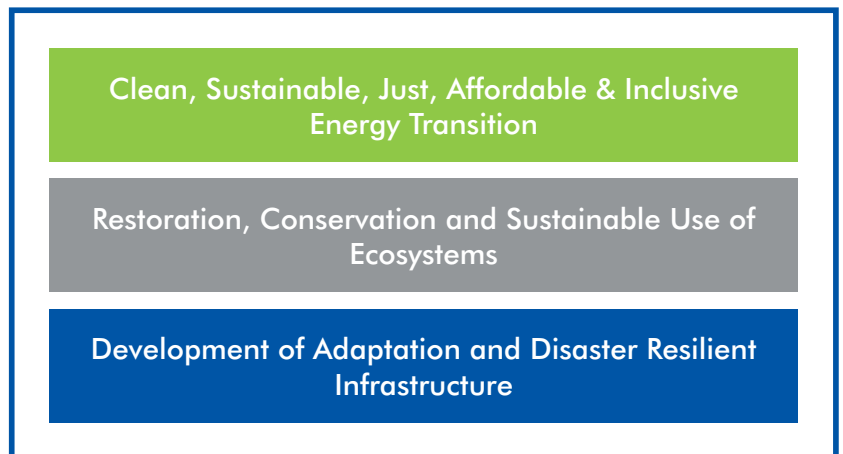 Clean, Sustainable, Just, Affordable & Inclusive
Energy Transition
Restoration, Conservation and Sustainable Use of
Ecosystems
Development of Adaptation and Disaster Resilient
Infrastructure